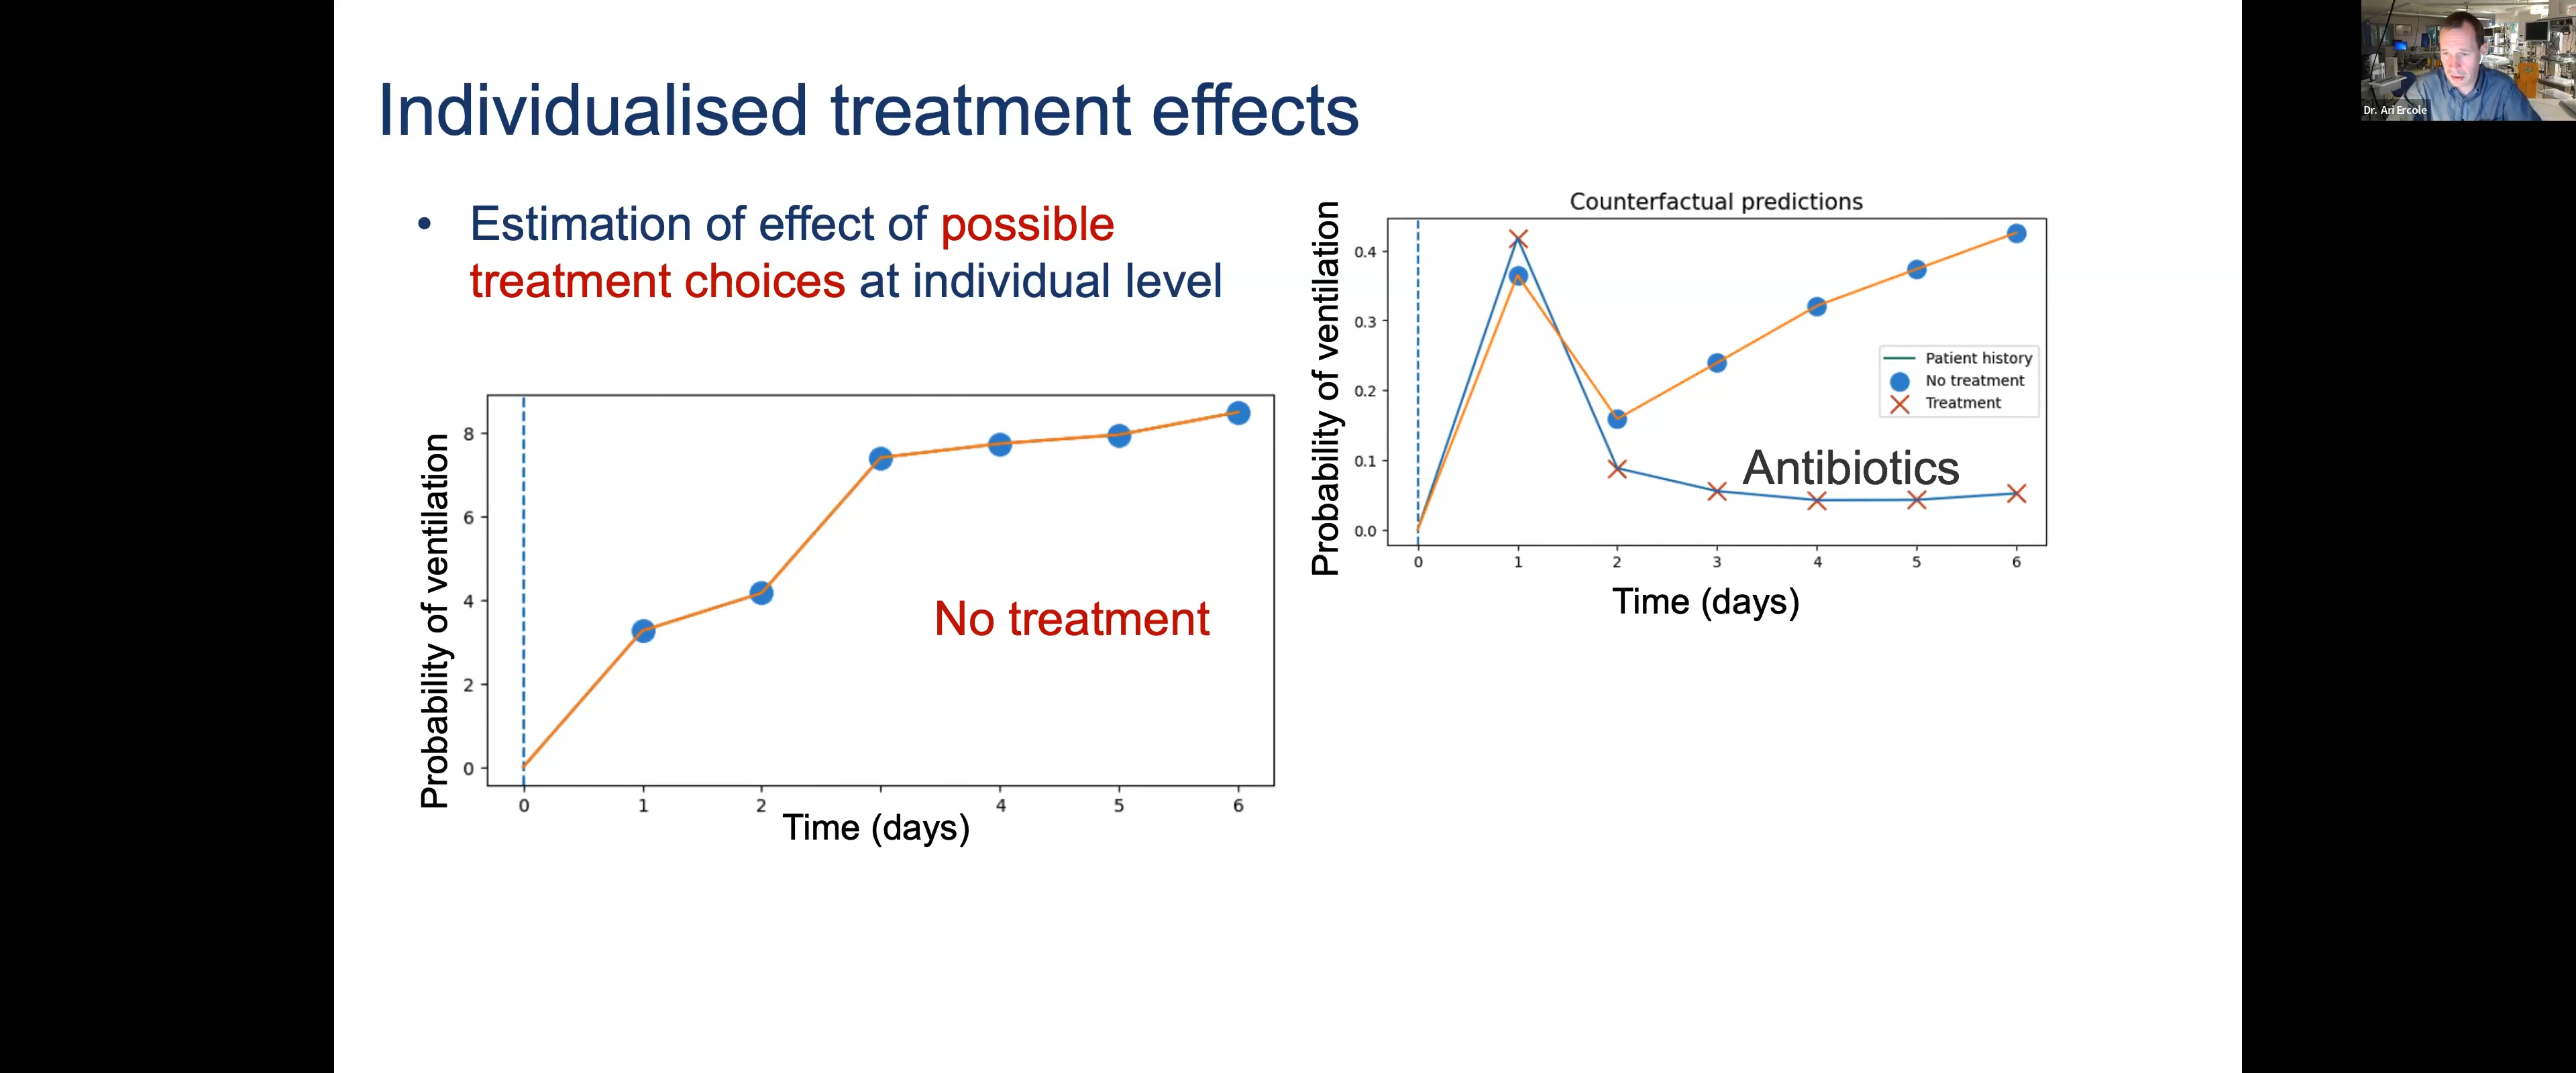 Individualised treatment effects
• Estimation of effect of possible
treatment choices at individual level
Probability of ventilation
8
6
4
2
0
No treatment
0 1 2 4 5 6
Time (days)
Counterfactual predictions
Probability of ventilation
0.4
0.3
0.2
0.1
0.0
Patient history
No treatment
Treatment
Antibiotics
0 1 2 3 4 5 6
Time (days)
Dr. Ari Ercole